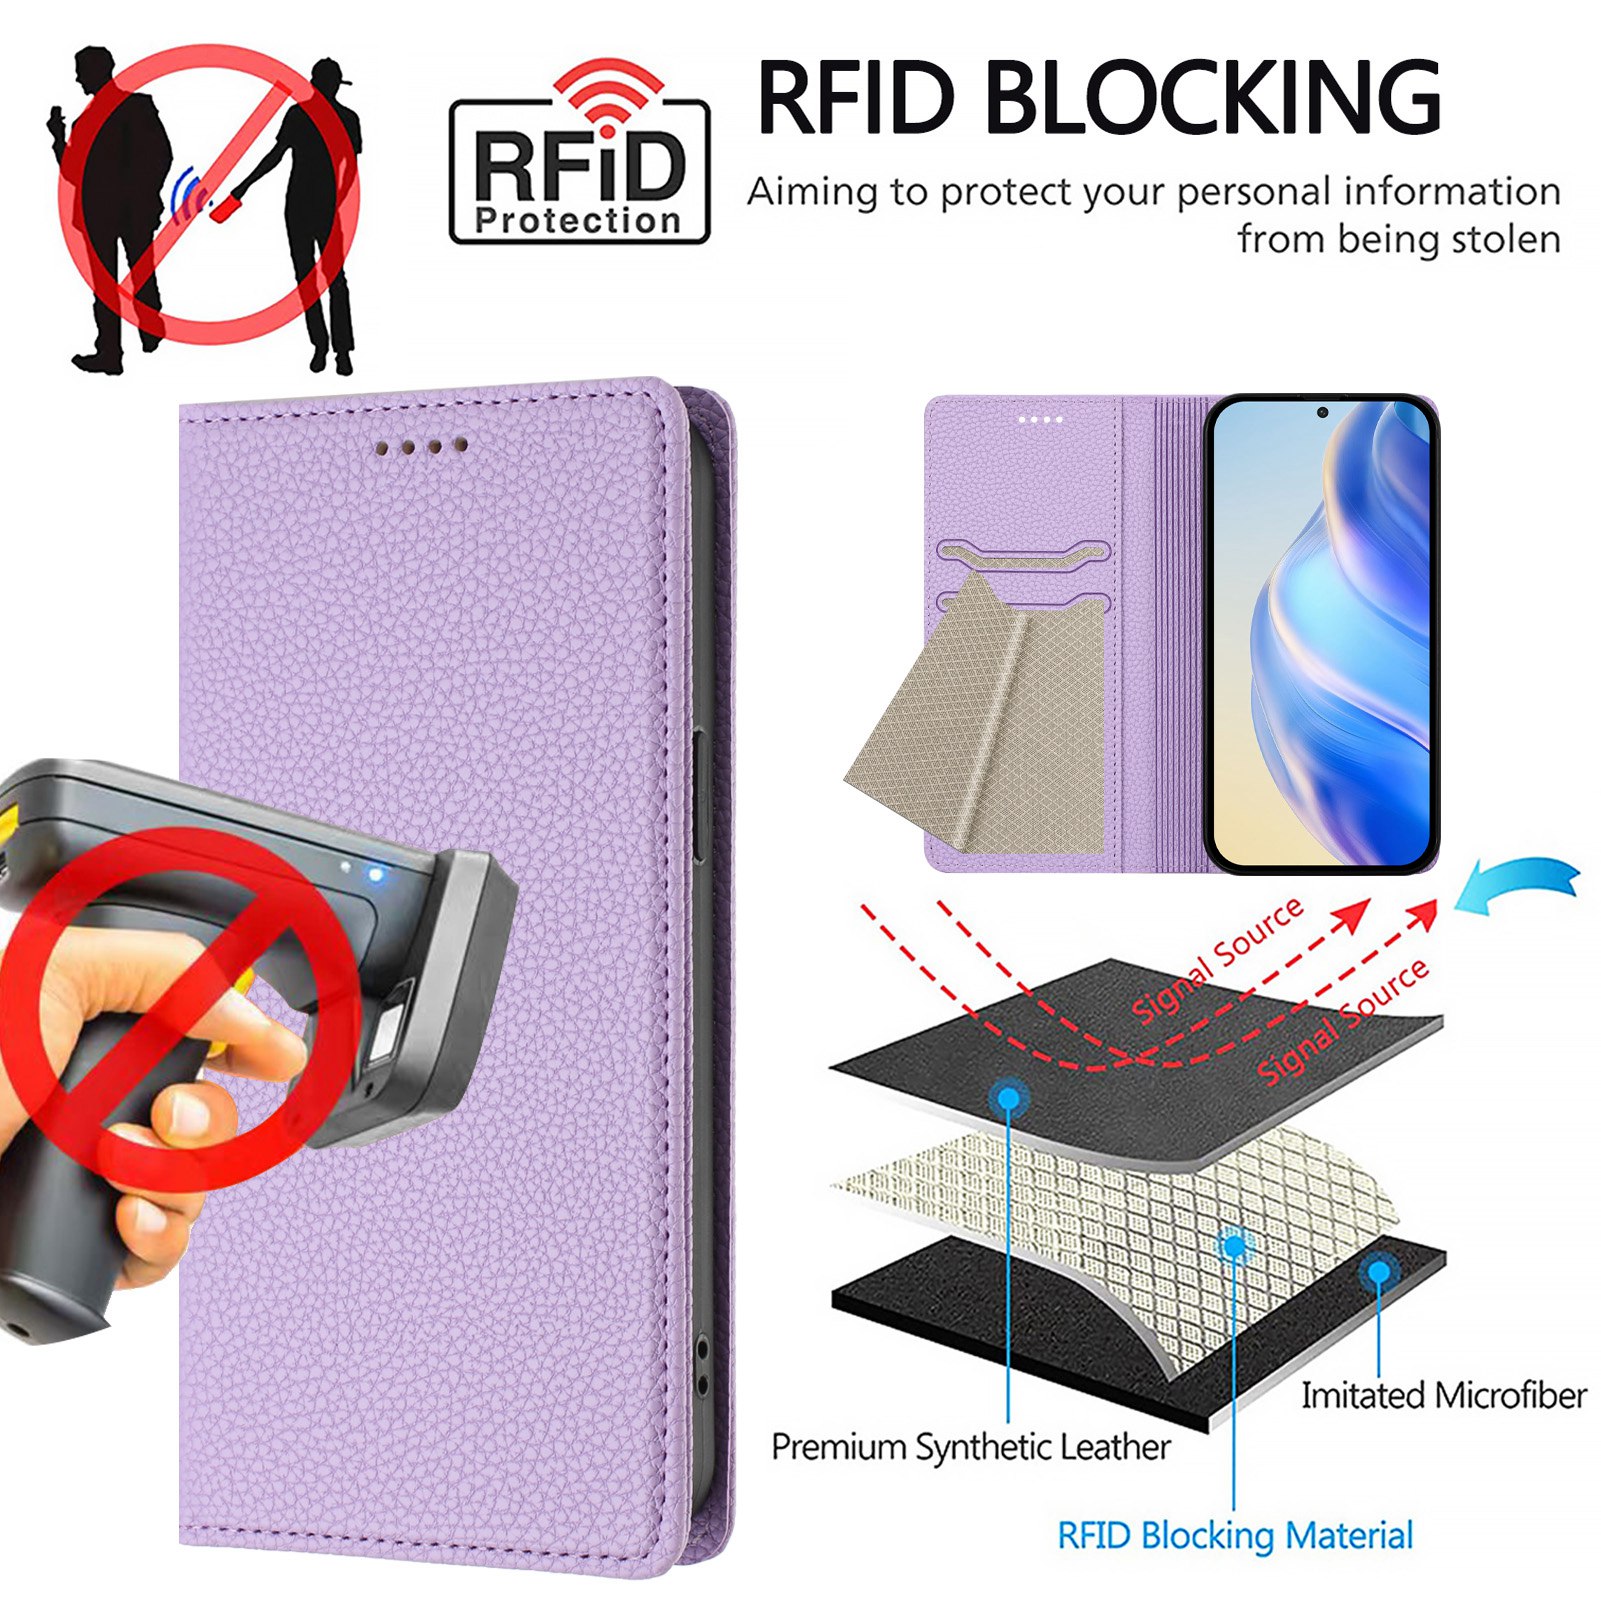 RFiD
Protection
RFID BLOCKING
Aiming to protect your personal information
from being stolen
Signal Source
Signal Source
Imitated Microfiber
Premium Synthetic Leather
RFID Blocking Material